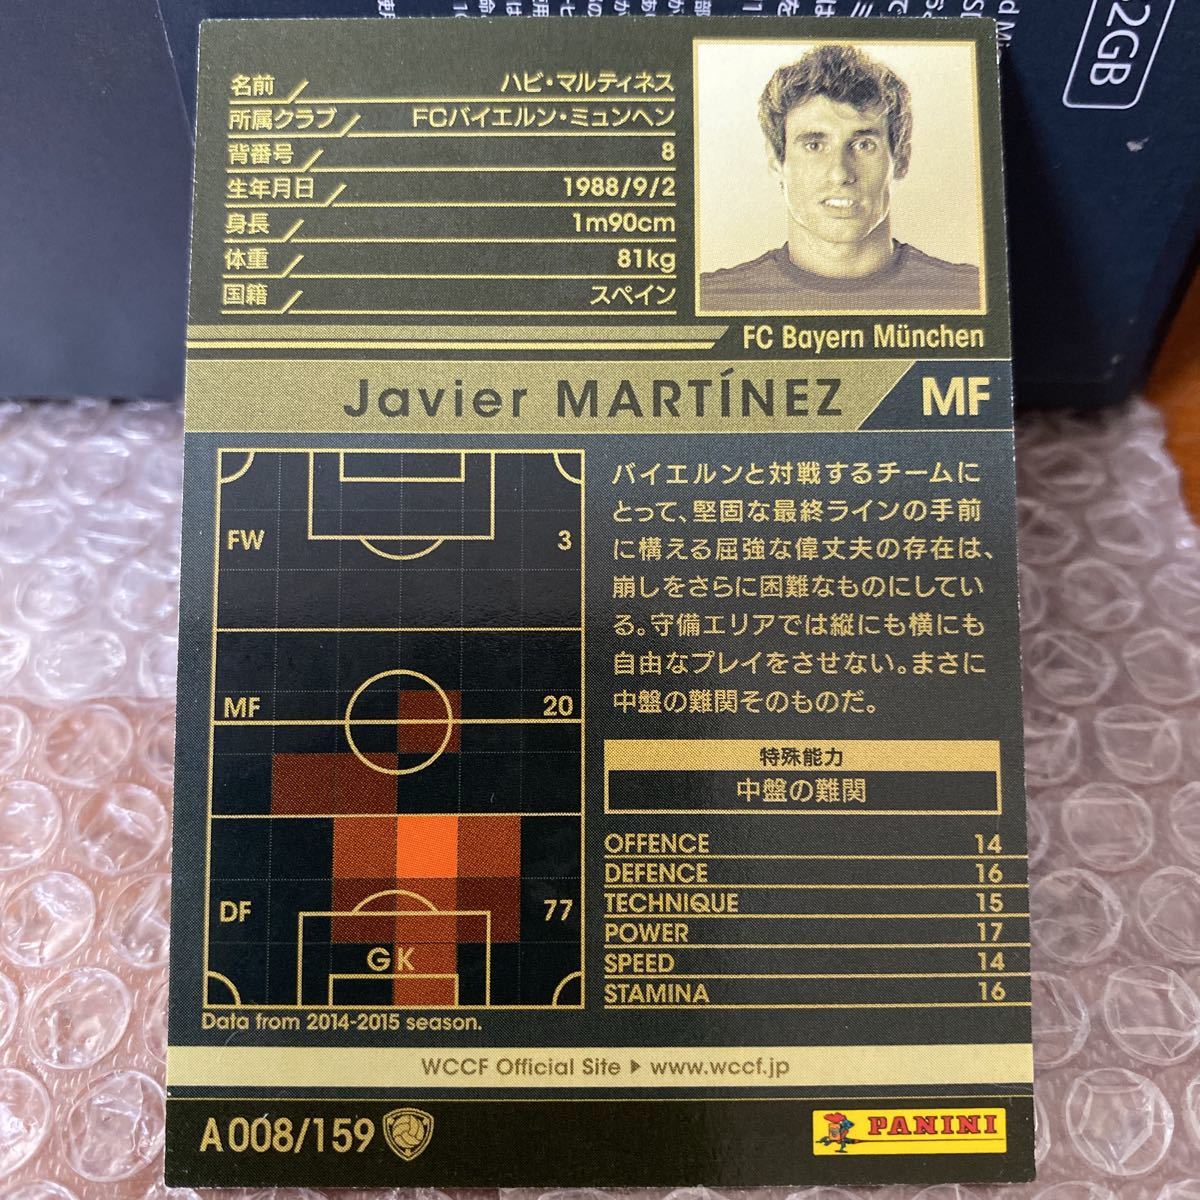 名前 ハビ・マルティネス
所属クラブ FCバイエルン・ミュンヘン
背番号 8
生年月日 1988/9/2
身長 1m90cm
体重 81kg
国籍 スペイン
FC Bayern München
Javier MARTÍNEZ MF
FW 3
MF 20
DF 77
GK
Data from 2014-2015 season.
バイエルンと対戦するチームに
とって、堅固な最終ラインの手前
に構える屈強な偉丈夫の存在は、
崩しをさらに困難なものにしてい
る。守備エリアでは縦にも横にも
自由なプレイをさせない。まさに
中盤の難関そのものだ。
特殊能力
中盤の難関
OFFENCE 14
DEFENCE 16
TECHNIQUE 15
POWER 17
SPEED 14
STAMINA 16
WCCF Official Site ▶ www.wccf.jp
A008/159
PANINI
2GB